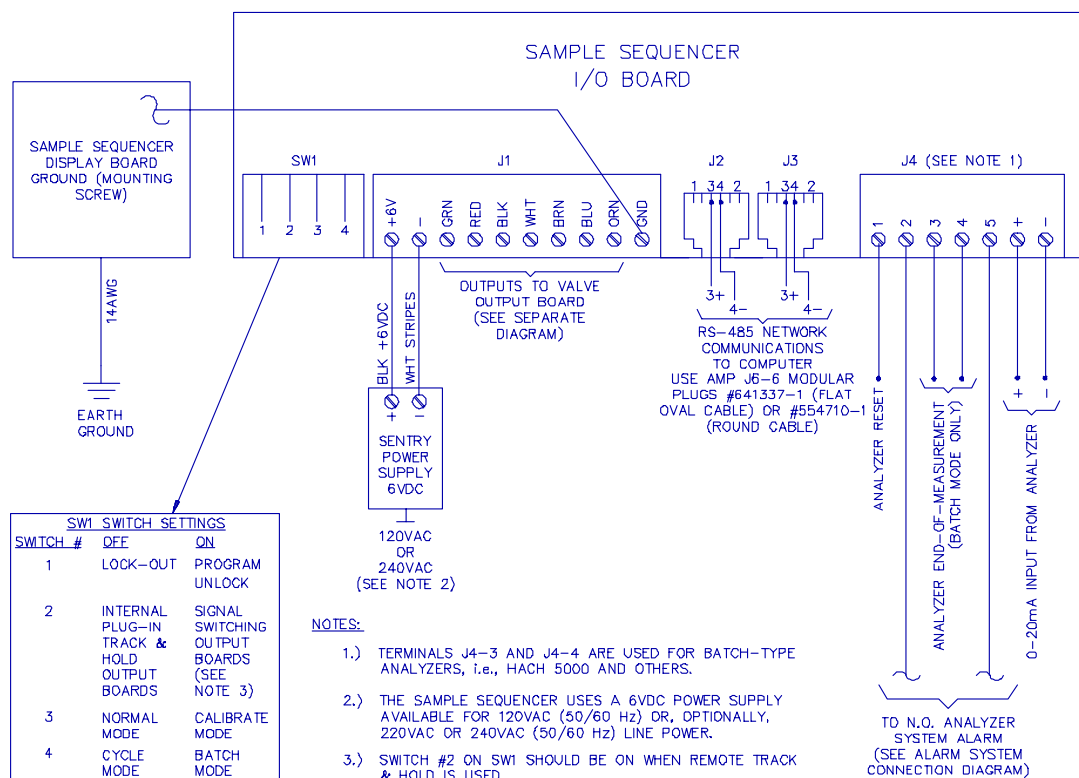 SAMPLE SEQUENCER
I/O BOARD
SAMPLE SEQUENCER
DISPLAY BOARD
GROUND (MOUNTING
SCREW)
SW1
1
2
3
4
J1
+6V
-
GRN
RED
BLK
WHT
BRN
BLU
ORN
GND
J2
1 34 2
J3
1 34 2
J4 (SEE NOTE 1)
1
2
3
4
5
+
-
14AWG
EARTH
GROUND
BLK +6VDC
WHT STRIPES
OUTPUTS TO VALVE
OUTPUT BOARD
(SEE SEPARATE
DIAGRAM)
3+
4-
3+
4-
RS-485 NETWORK
COMMUNICATIONS
TO COMPUTER
USE AMP J6-6 MODULAR
PLUGS #641337-1 (FLAT
OVAL CABLE) OR #554710-1
(ROUND CABLE)
+ -
SENTRY
POWER
SUPPLY
6VDC
120VAC
OR
240VAC
(SEE NOTE 2)
ANALYZER RESET
ANALYZER END-OF-MEASUREMENT
(BATCH MODE ONLY)
+ -
0-20mA INPUT FROM ANALYZER
TO N.O. ANALYZER
SYSTEM ALARM
(SEE ALARM SYSTEM
CONNECTION DIAGRAM)
SW1 SWITCH SETTINGS
SWITCH # OFF ON
1 LOCK-OUT PROGRAM
UNLOCK
2 INTERNAL SIGNAL
PLUG-IN SWITCHING
TRACK & OUTPUT
HOLD BOARDS
OUTPUT (SEE
BOARDS NOTE 3)
3 NORMAL CALIBRATE
MODE MODE
4 CYCLE BATCH
MODE MODE
NOTES:
1.) TERMINALS J4-3 AND J4-4 ARE USED FOR BATCH-TYPE
ANALYZERS, i.e., HACH 5000 AND OTHERS.
2.) THE SAMPLE SEQUENCER USES A 6VDC POWER SUPPLY
AVAILABLE FOR 120VAC (50/60 Hz) OR, OPTIONALLY,
220VAC OR 240VAC (50/60 Hz) LINE POWER.
3.) SWITCH #2 ON SW1 SHOULD BE ON WHEN REMOTE TRACK
& HOLD IS USED